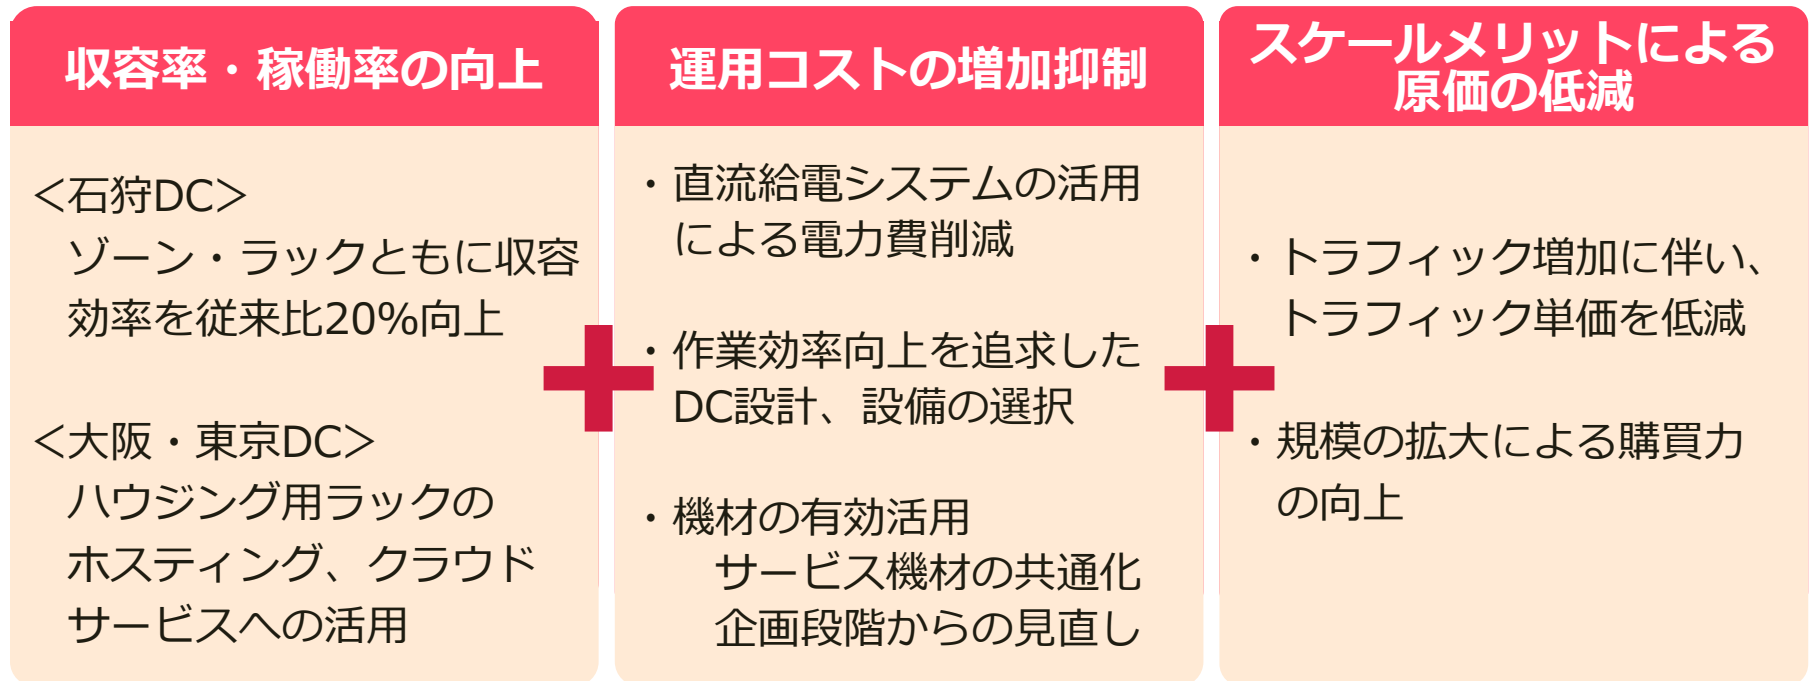 収容率・稼働率の向上
＜石狩DC＞
ゾーン・ラックともに収容
効率を従来比20%向上
＜大阪・東京DC＞
ハウジング用ラックの
ホスティング、クラウド
サービスへの活用
運用コストの増加抑制
・直流給電システムの活用
による電力費削減
・作業効率向上を追求した
DC設計、設備の選択
・機材の有効活用
サービス機材の共通化
企画段階からの見直し
スケールメリットによる
原価の低減
・トラフィック増加に伴い、
トラフィック単価を低減
・規模の拡大による購買力
の向上